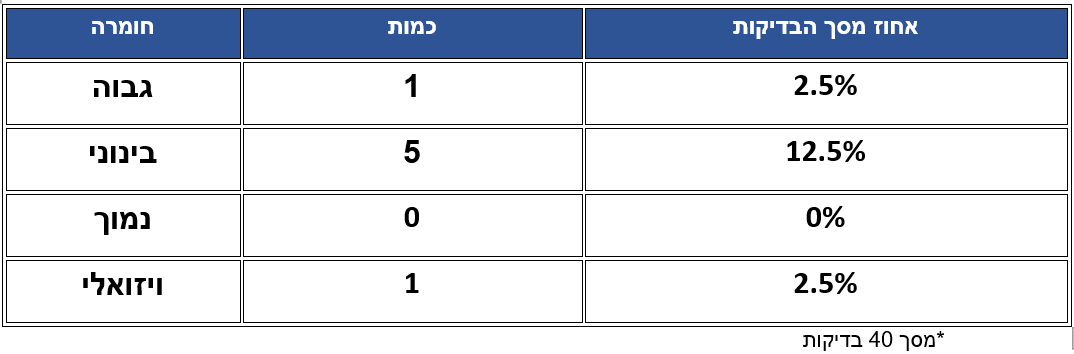 חומרה כמות אחוז מסך הבדיקות
גבוה 1 2.5%
בינוני 5 12.5%
נמוך 0 0%
ויזואלי 1 2.5%
*מסך 40 בדיקות